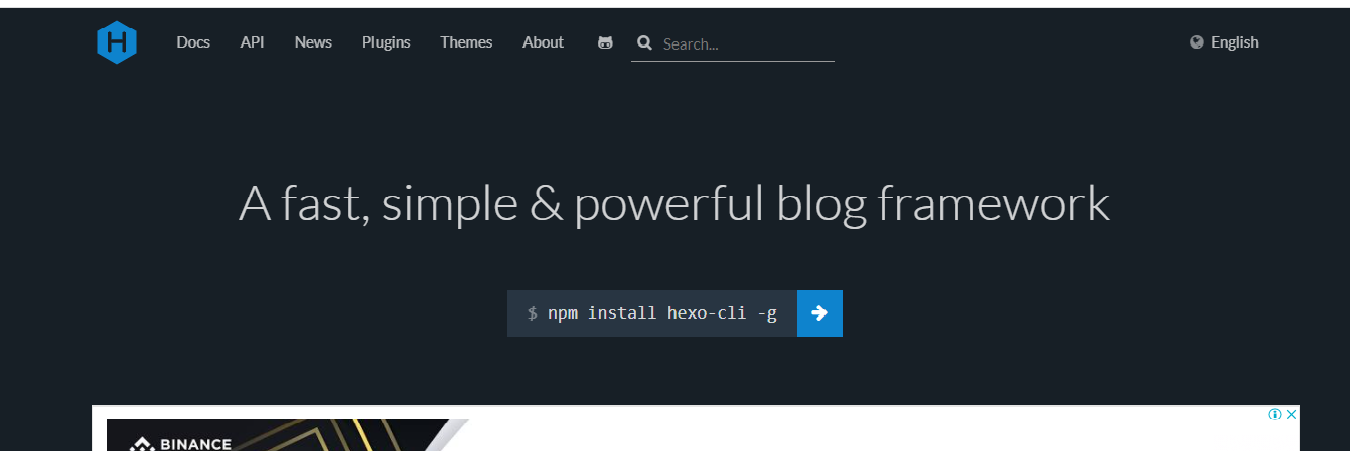 H Docs API News Plugins Themes About Search... English
A fast, simple & powerful blog framework
$ npm install hexo-cli -g
BINANCE